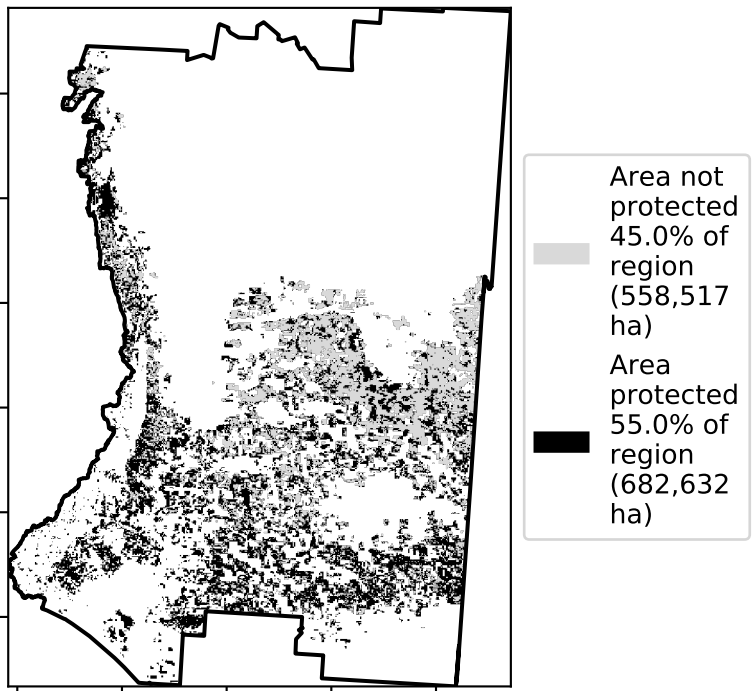 Area not
protected
45.0% of
region
(558,517
ha)
Area
protected
55.0% of
region
(682,632
ha)